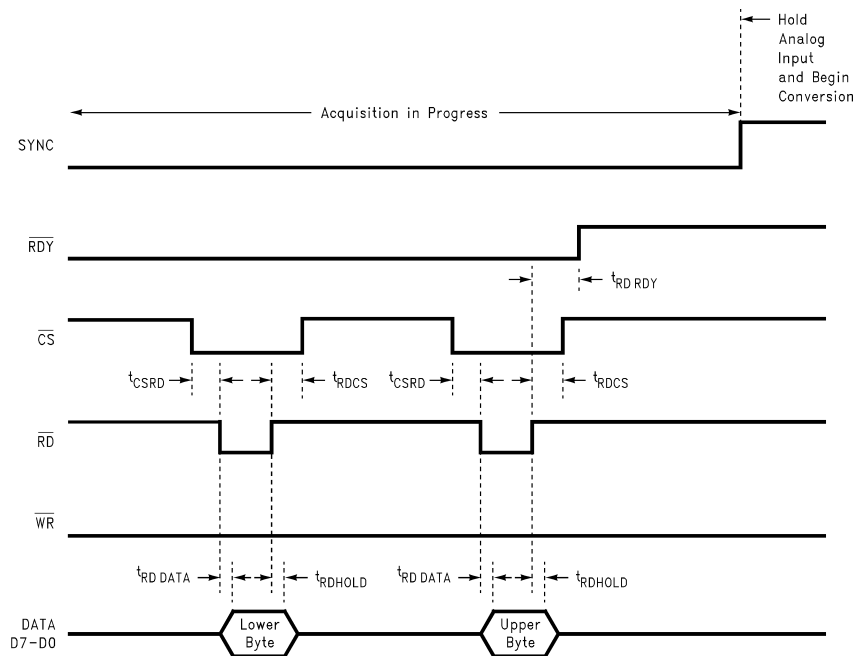 Hold
Analog
Input
and Begin
Conversion
Acquisition in Progress
SYNC
RDY
tRD RDY
CS
tCSRD
tRDCS
tCSRD
tRDCS
RD
WR
tRD DATA
tRDHOLD
tRD DATA
tRDHOLD
DATA
D7-D0
Lower
Byte
Upper
Byte